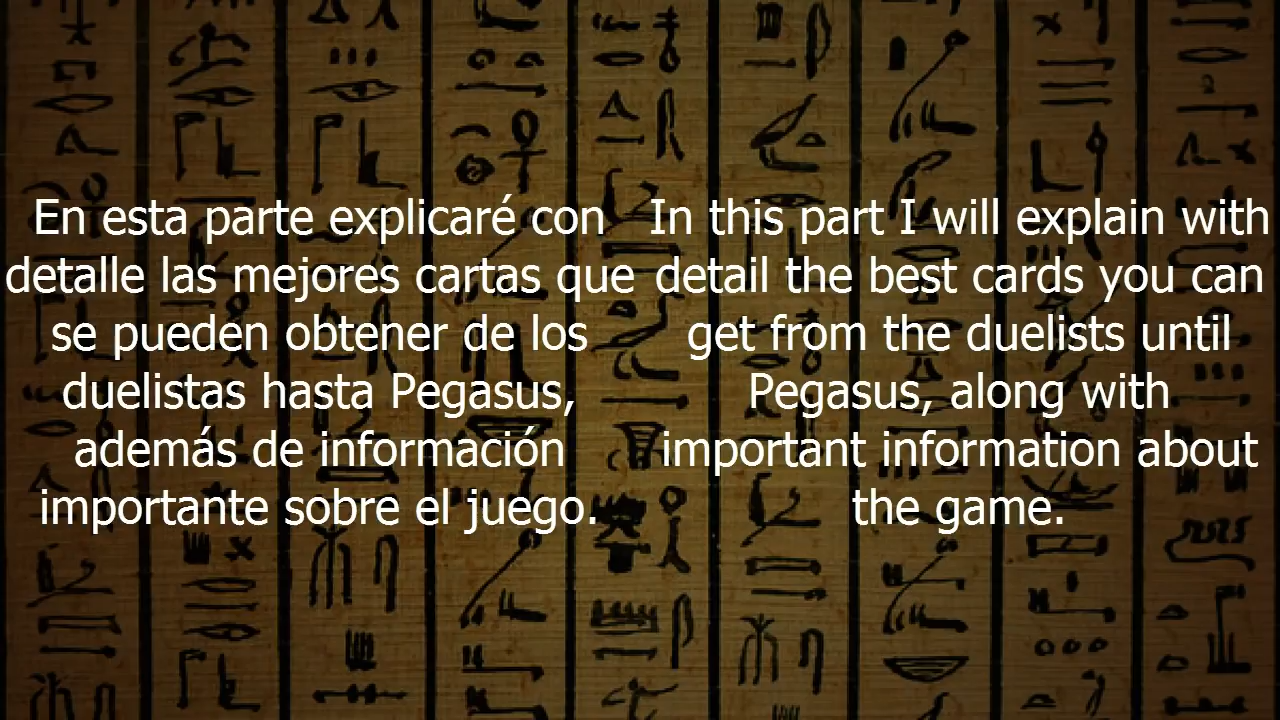 En esta parte explicaré con
detalle las mejores cartas que
se pueden obtener de los
duelistas hasta Pegasus,
además de información
importante sobre el juego.
In this part I will explain with
detail the best cards you can
get from the duelists until
Pegasus, along with
important information about
the game.